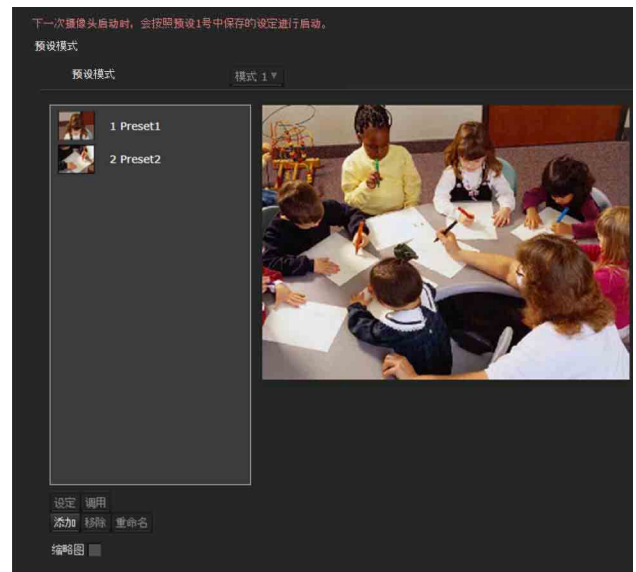 下一次摄像头启动时，会按照预设1号中保存的设定进行启动。
预设模式
预设模式 模式 1
1 Preset1
2 Preset2
设定 调用
添加 移除 重命名
缩略图